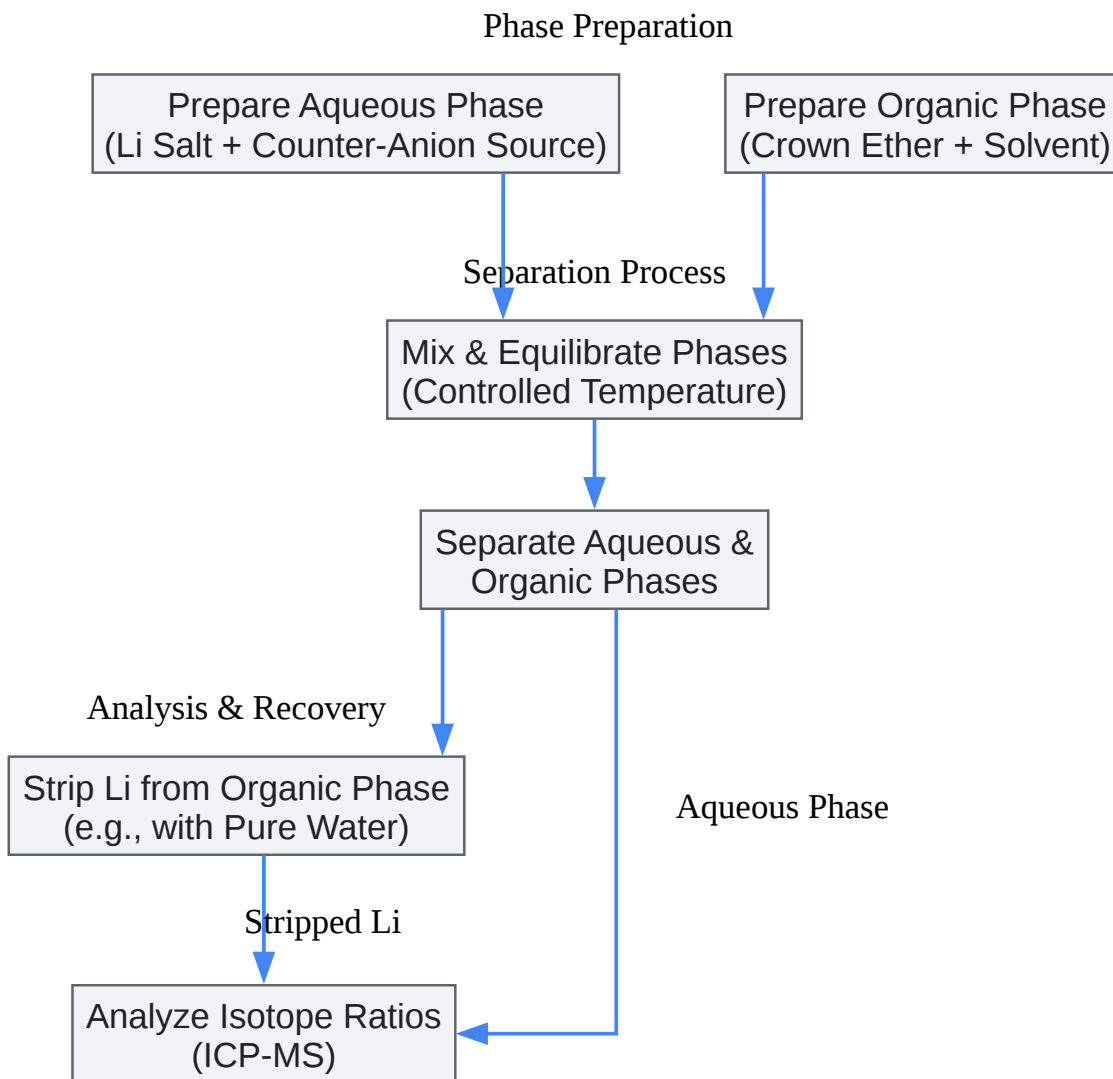 Phase Preparation
Prepare Aqueous Phase
(Li Salt + Counter-Anion Source)
Prepare Organic Phase
(Crown Ether + Solvent)
Separation Process
Mix & Equilibrate Phases
(Controlled Temperature)
Separate Aqueous &
Organic Phases
Analysis & Recovery
Strip Li from Organic Phase
(e.g., with Pure Water)
Aqueous Phase
Stripped Li
Analyze Isotope Ratios
(ICP-MS)